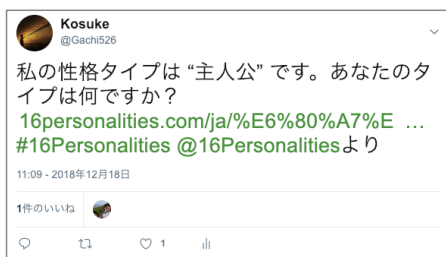 Kosuke
@Gachi526
私の性格タイプは “主人公” です。あなたのタ
イプは何ですか？
16personalities.com/ja/%E6%80%A7%E …
#16Personalities @16Personalitiesより
11:09 - 2018年12月18日
1件のいいね
1